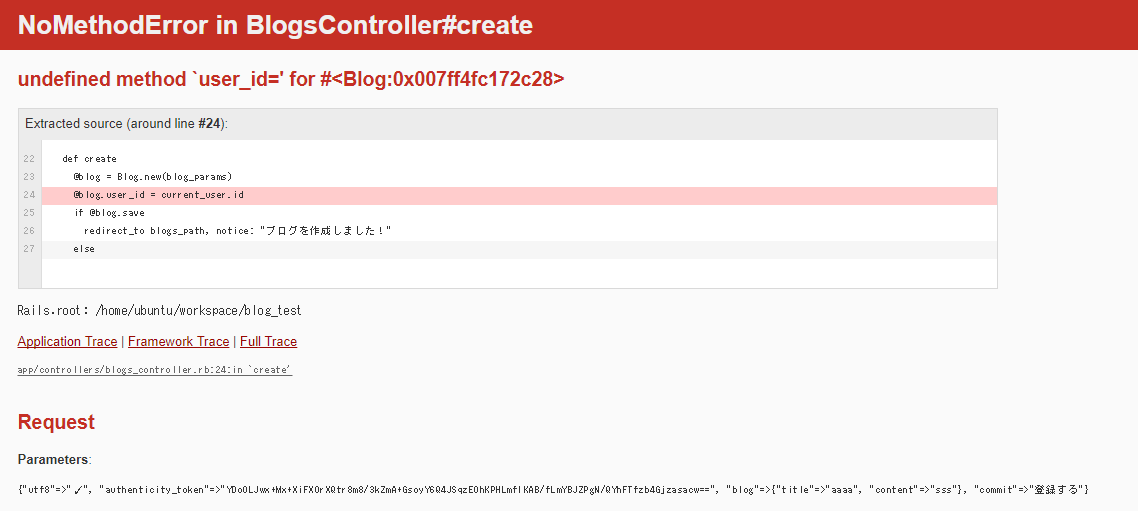 NoMethodError in BlogsController#create
undefined method `user_id=' for #<Blog:0x007ff4fc172c28>
Extracted source (around line #24):
22 def create
23 @blog = Blog.new(blog_params)
24 @blog.user_id = current_user.id
25 if @blog.save
26 redirect_to blogs_path, notice: "ブログを作成しました！"
27 else
Rails.root: /home/ubuntu/workspace/blog_test
Application Trace | Framework Trace | Full Trace
app/controllers/blogs_controller.rb:24:in `create'
Request
Parameters:
{"utf8"=>"✓", "authenticity_token"=>"YDoOLJwx+Mx+XiFXOrXQtr8m8/3kZmA+GsoyY6Q4JSqzEOhKPHLmflKAB/fLmYBJZPgN/QYhFTfzb4Gjzasacw==", "blog"=>{"title"=>"aaaa", "content"=>"sss"}, "commit"=>"登録する"}